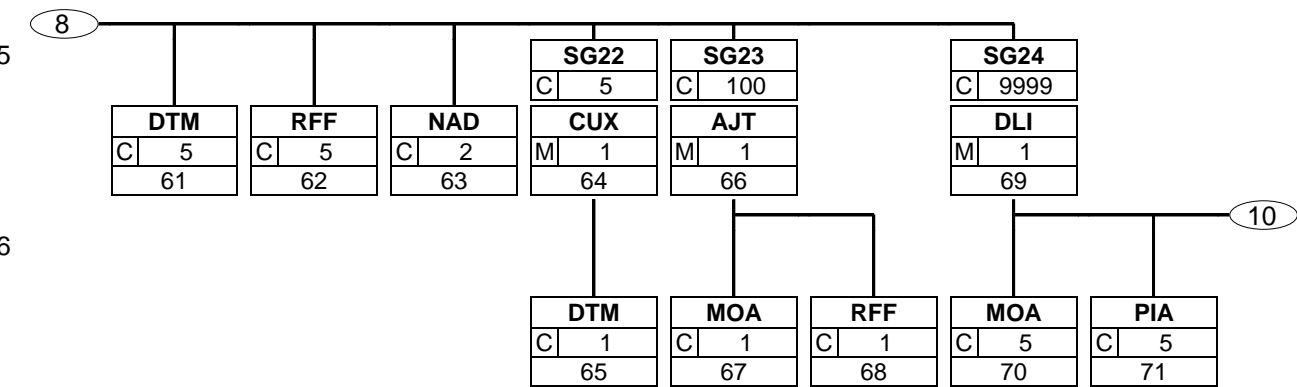 8
5
SG22 SG23 SG24
C 5 C 100 C 9999
DTM RFF NAD CUX AJT DLI
C 5 C 5 C 2 M 1 M 1 M 1
61 62 63 64 66 69
10
6
DTM MOA RFF MOA PIA
C 1 C 1 C 1 C 5 C 5
65 67 68 70 71